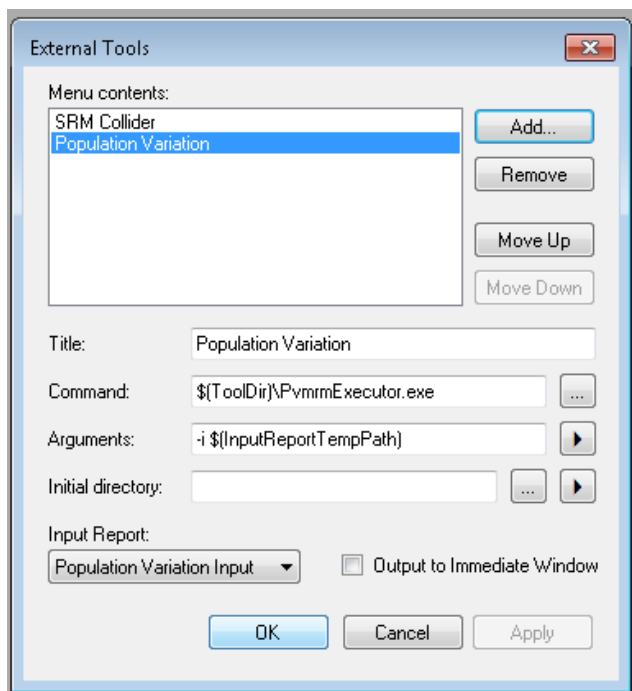 External Tools
Menu contents:
SRM Collider
Population Variation
Add...
Remove
Move Up
Move Down
Title:
Population Variation
Command:
$(ToolDir)\PvmrmExecutor.exe
...
Arguments:
-i $(InputReportTempPath)
Initial directory:
...
Input Report:
Population Variation Input
Output to Immediate Window
OK
Cancel
Apply